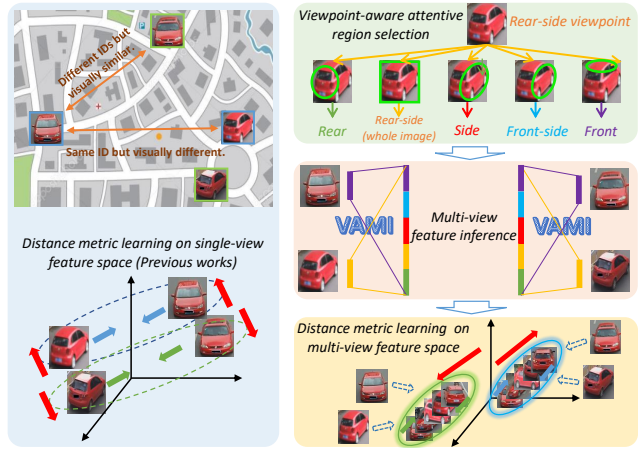 Different IDs but
visually similar.
Same ID but visually different.
Distance metric learning on single-view
feature space (Previous works)
Viewpoint-aware attentive
region selection
Rear-side viewpoint
Rear
Rear-side
(whole image)
Side
Front-side
Front
VAMI
Multi-view
feature inference
VAMI
Distance metric learning on
multi-view feature space